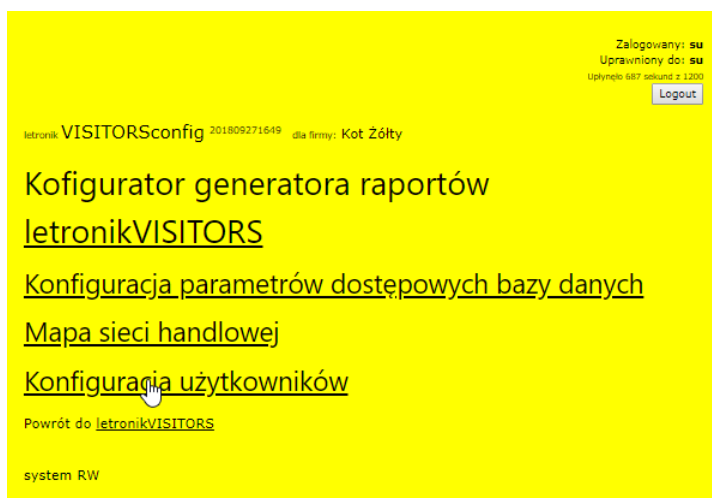 Zalogowany: su
Uprawniony do: su
Upłynęło 687 sekund z 1200
Logout
letronik VISITORSconfig 201809271649 dla firmy: Kot Żółty
Kofigurator generatora raportów
letronikVISITORS
Konfiguracja parametrów dostępowych bazy danych
Mapa sieci handlowej
Konfiguracja użytkowników
Powrót do letronikVISITORS
system RW